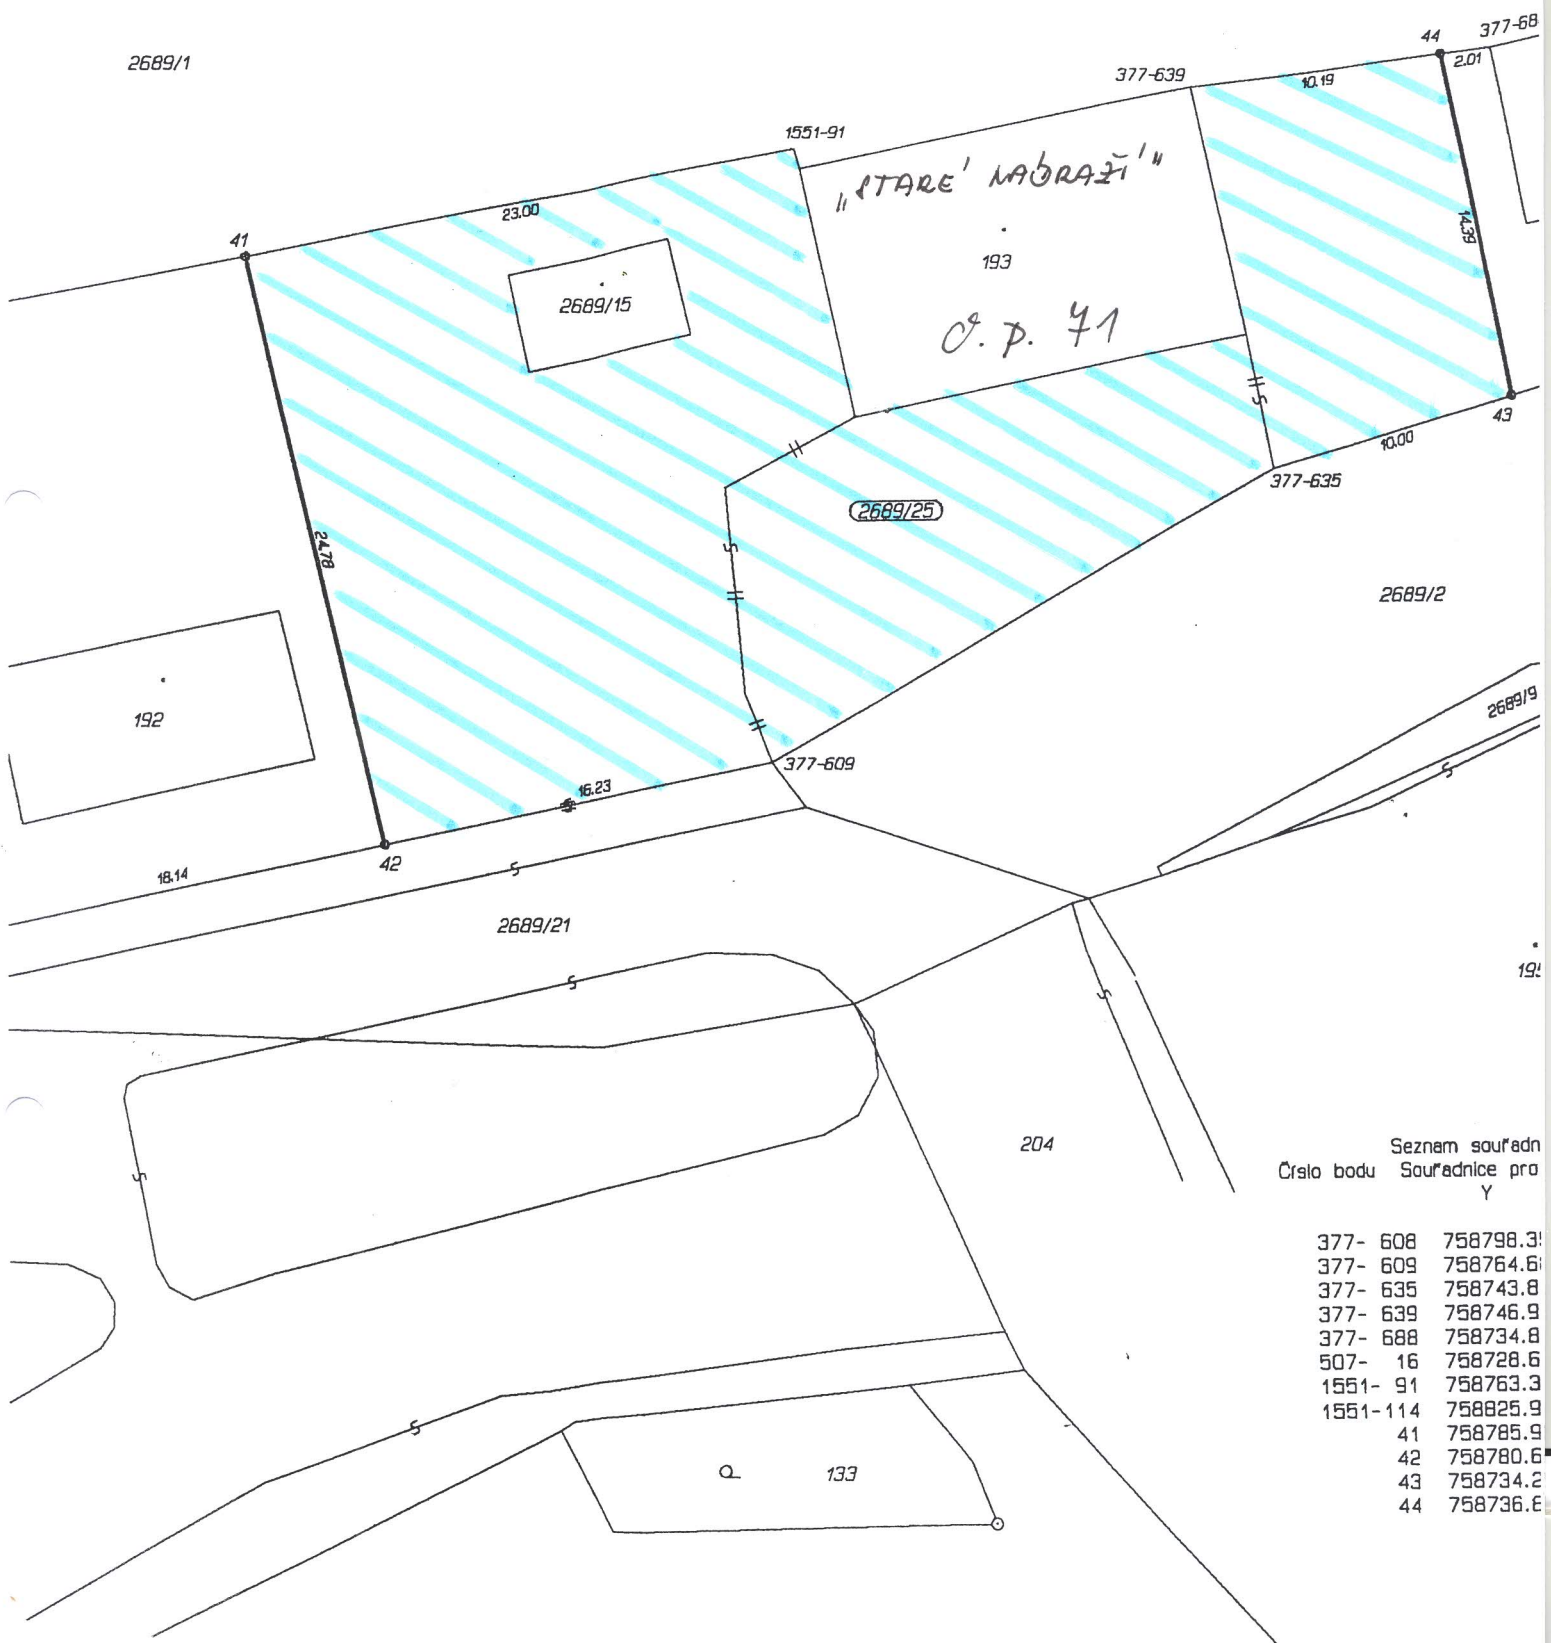 2689/1
44 377-68
2.01
377-639
10.19
1551-91
„STARÉ NÁDRAŽÍ"
23.00
41
14.39
193
2689/15
č. p. 71
43
10.00
377-635
2689/25
24.78
2689/2
2689/9
192
377-609
16.23
42
18.14
2689/21
204
Seznam souřadn
Číslo bodu Souřadnice pro
Y
377- 608 758798.3
377- 609 758764.6
377- 635 758743.8
377- 639 758746.9
377- 688 758734.8
507- 16 758728.6
1551- 91 758763.3
1551-114 758825.9
41 758785.9
42 758780.6
43 758734.2
44 758736.
133